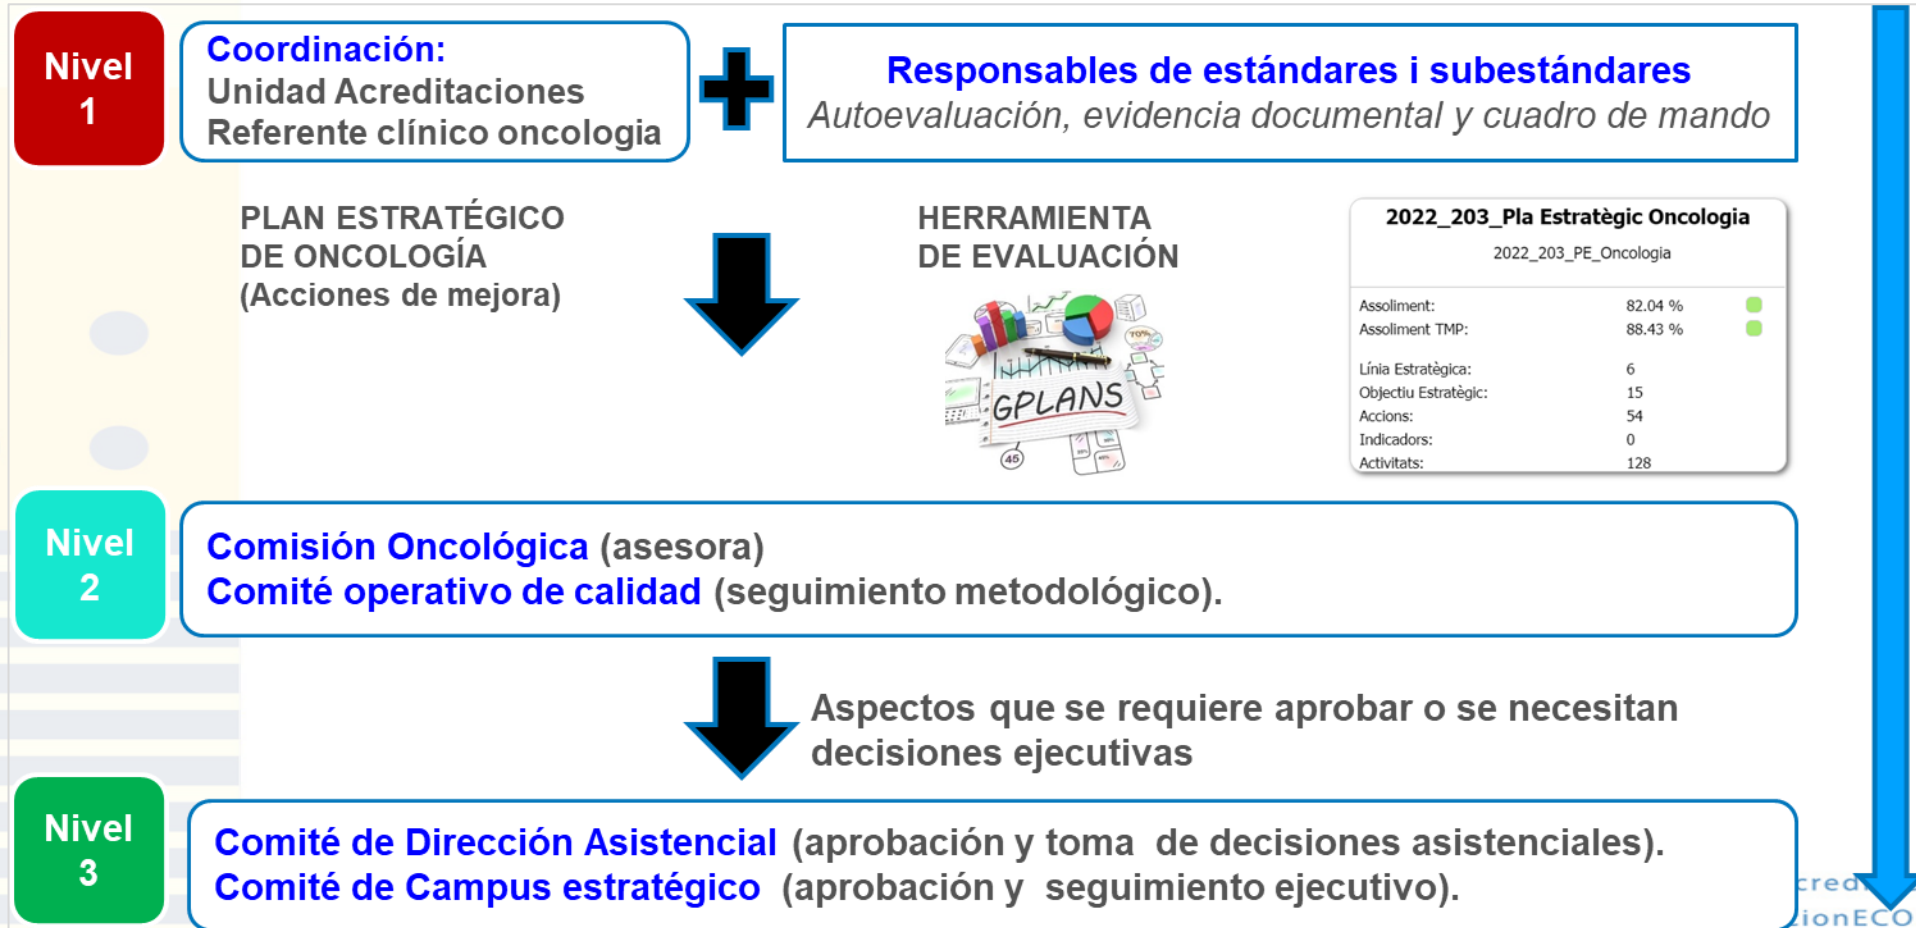 Nivel
1
Coordinación:
Unidad Acreditaciones
Referente clínico oncologia
Responsables de estándares i subestándares
Autoevaluación, evidencia documental y cuadro de mando
PLAN ESTRATÉGICO
DE ONCOLOGÍA
(Acciones de mejora)
HERRAMIENTA
DE EVALUACIÓN
70%
GPLANS
45
2022_203_Pla Estratègic Oncologia
2022_203_PE_Oncologia
Assoliment: 82.04 %
Assoliment TMP: 88.43 %
Línia Estratègica: 6
Objectiu Estratègic: 15
Accions: 54
Indicadors: 0
Activitats: 128
Nivel
2
Comisión Oncológica (asesora)
Comité operativo de calidad (seguimiento metodológico).
Aspectos que se requiere aprobar o se necesitan
decisiones ejecutivas
Nivel
3
Comité de Dirección Asistencial (aprobación y toma de decisiones asistenciales).
Comité de Campus estratégico (aprobación y seguimiento ejecutivo).
cred
ionECO